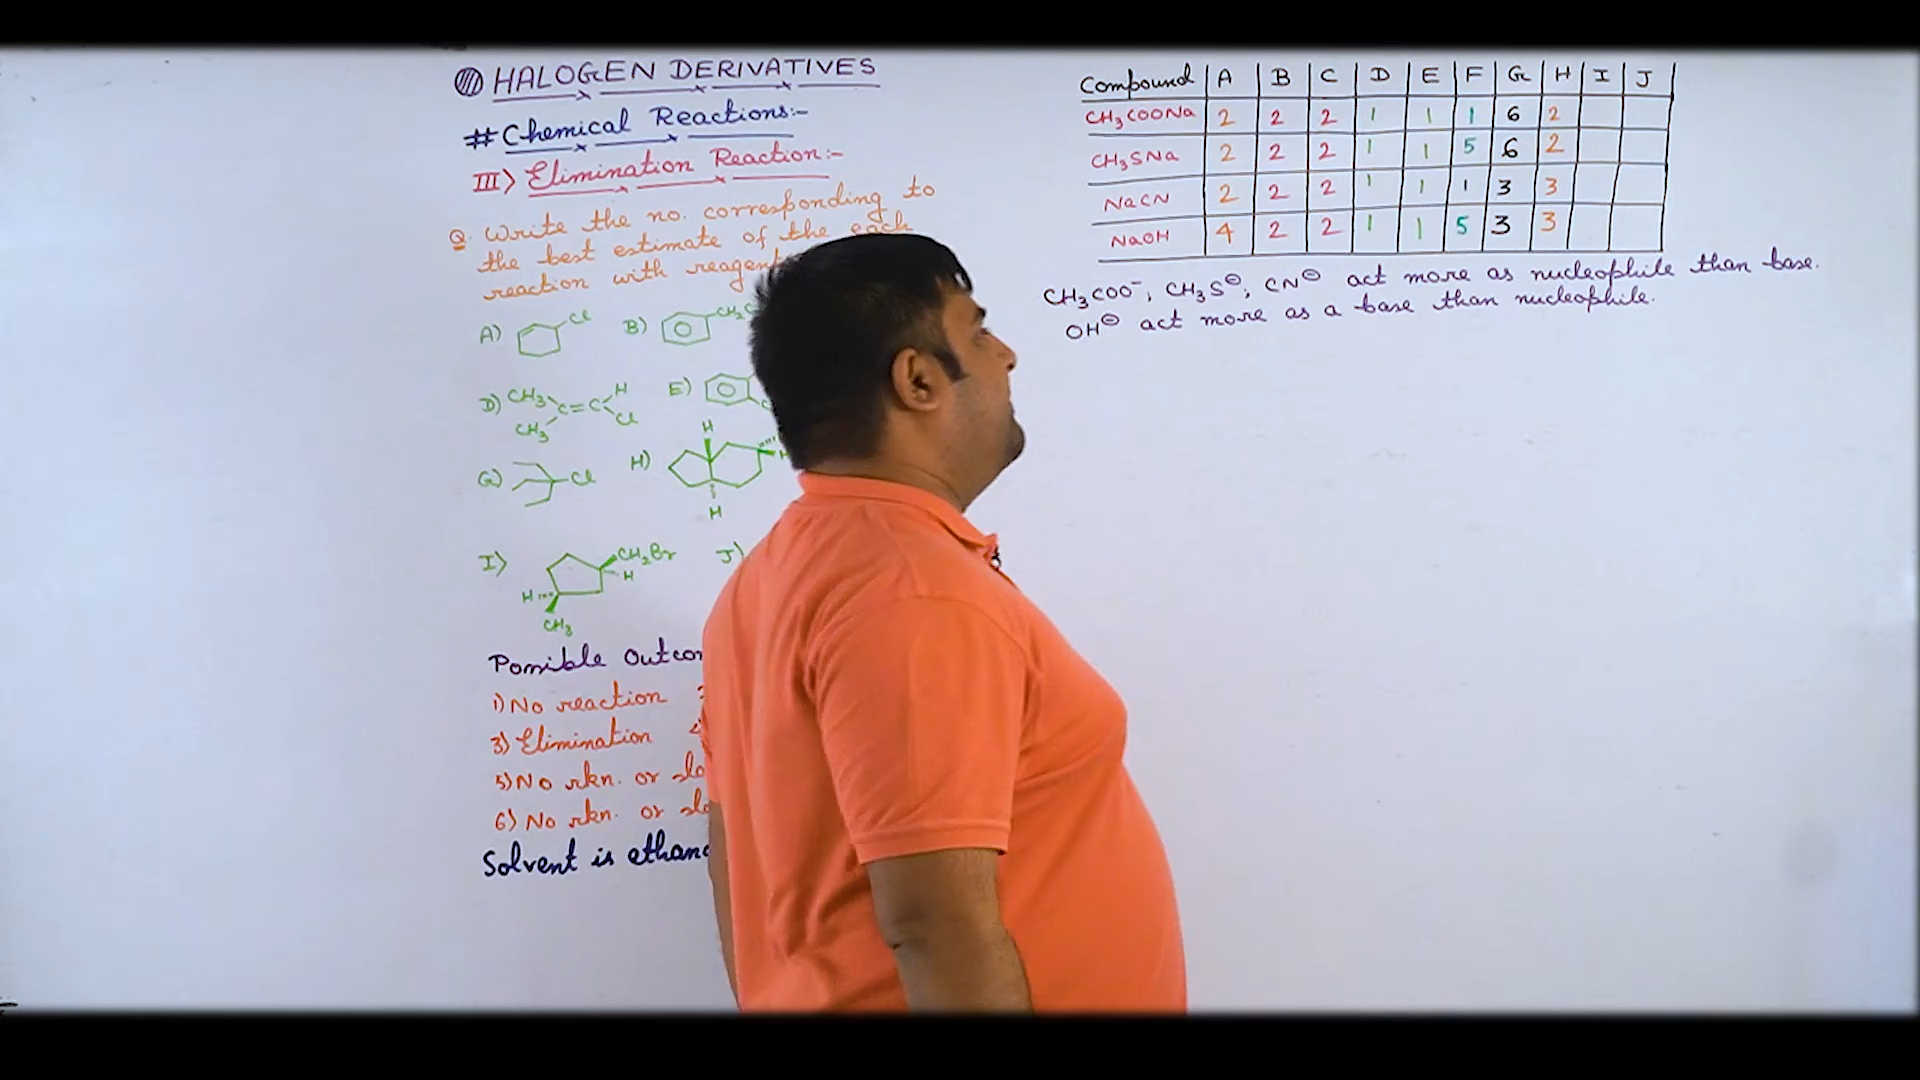 HALOGEN DERIVATIVES
# Chemical Reactions:-
III> Elimination Reaction:-
Q. Write the no. corresponding to
the best estimate of the each
reaction with reagent
A) Cl B)
D) CH3 C=C H E)
CH3 Cl
H
G) Cl H) H
H
I) CH2Br J)
H
H
CH3
Possible
1) No reaction
3) Elimination
5) No rkn. or
6) No rkn. or
Solvent is
Compound A B C D E F G H I J
CH3COONa 2 2 2 1 1 1 6 2
CH3SNa 2 2 2 1 1 5 6 2
NaCN 2 2 2 1 1 1 3 3
NaOH 4 2 2 1 1 5 3 3
CH3COO⁻, CH3S⊖, CN⊖ act more as nucleophile than base.
OH⊖ act more as a base than nucleophile.